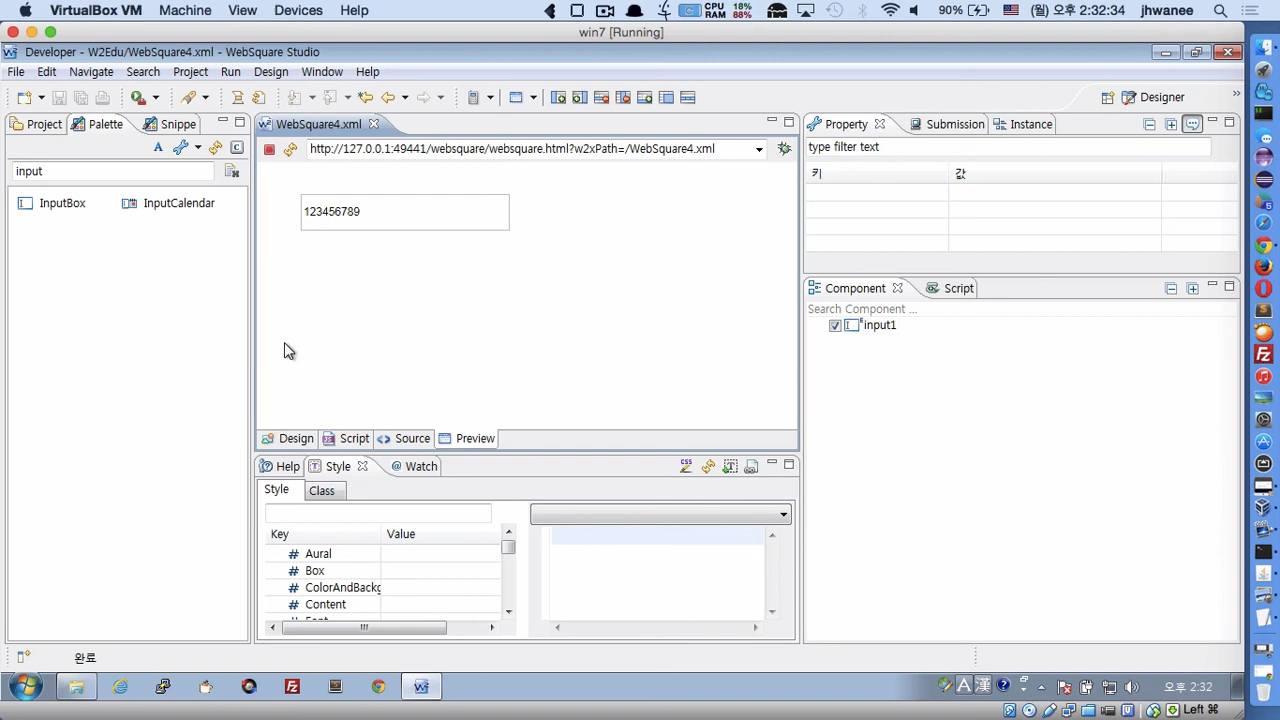 VirtualBox VM Machine View Devices Help CPU 18% RAM 88% 90% (월) 오후 2:32:34 jhwanee
win7 [Running]
Developer - W2Edu/WebSquare4.xml - WebSquare Studio
File Edit Navigate Search Project Run Design Window Help
Designer
Project Palette Snippe WebSquare4.xml Property Submission Instance
http://127.0.0.1:49441/websquare/websquare.html?w2xPath=/WebSquare4.xml
type filter text
input
키 값
InputBox InputCalendar
123456789
Component Script
Search Component ...
input1
Design Script Source Preview
Help Style Watch
Style Class
Key Value
Aural
Box
ColorAndBackg
Content
완료
오후 2:32
Left ⌘